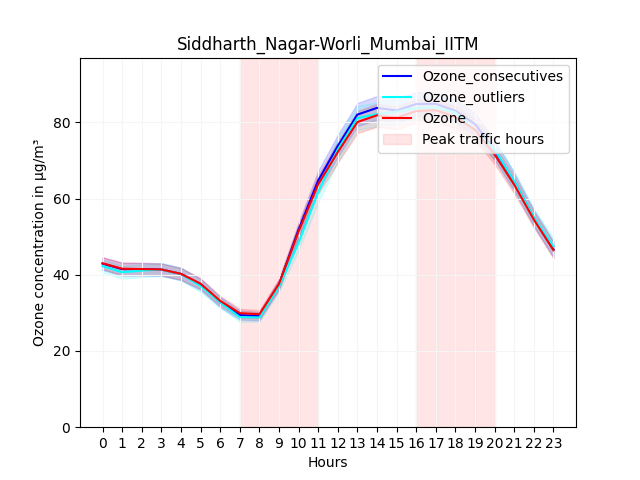 Siddharth_Nagar-Worli_Mumbai_IITM
Ozone_consecutives
Ozone_outliers
Ozone
Peak traffic hours
Ozone concentration in µg/m³
80
60
40
20
0
0 1 2 3 4 5 6 7 8 9 10 11 12 13 14 15 16 17 18 19 20 21 22 23
Hours